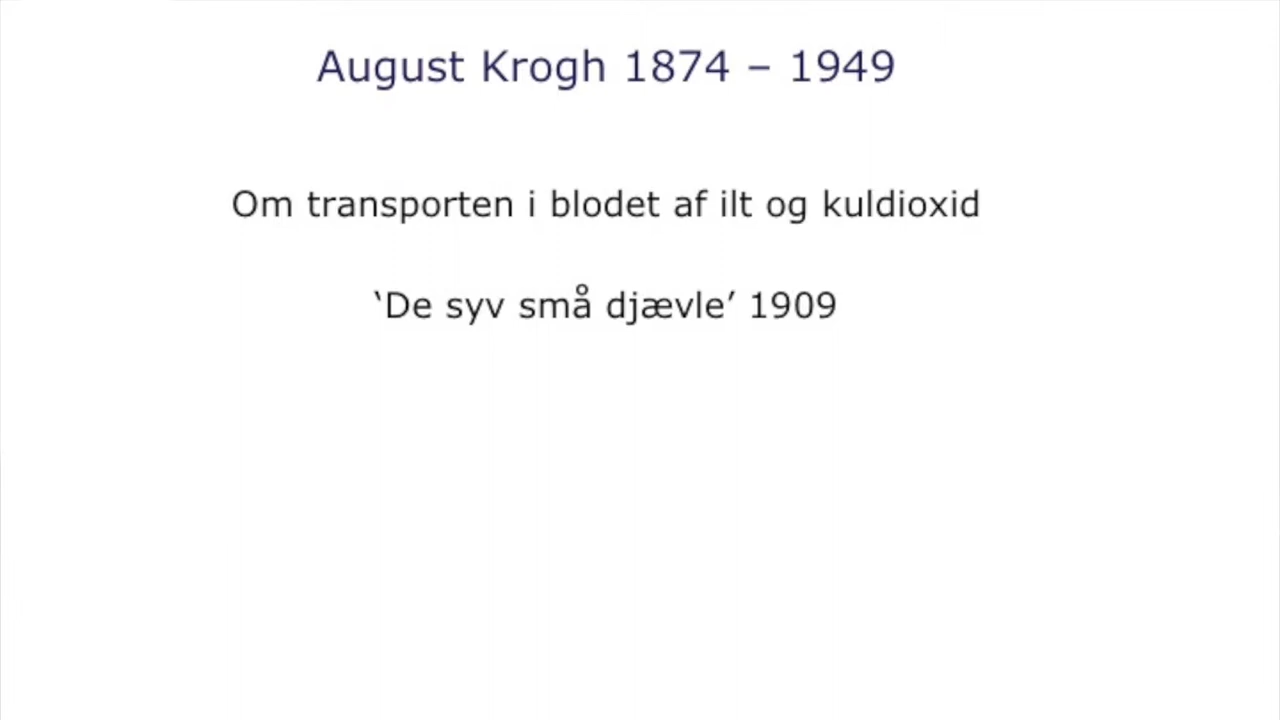 August Krogh 1874 – 1949
Om transporten i blodet af ilt og kuldioxid
‘De syv små djævle’ 1909